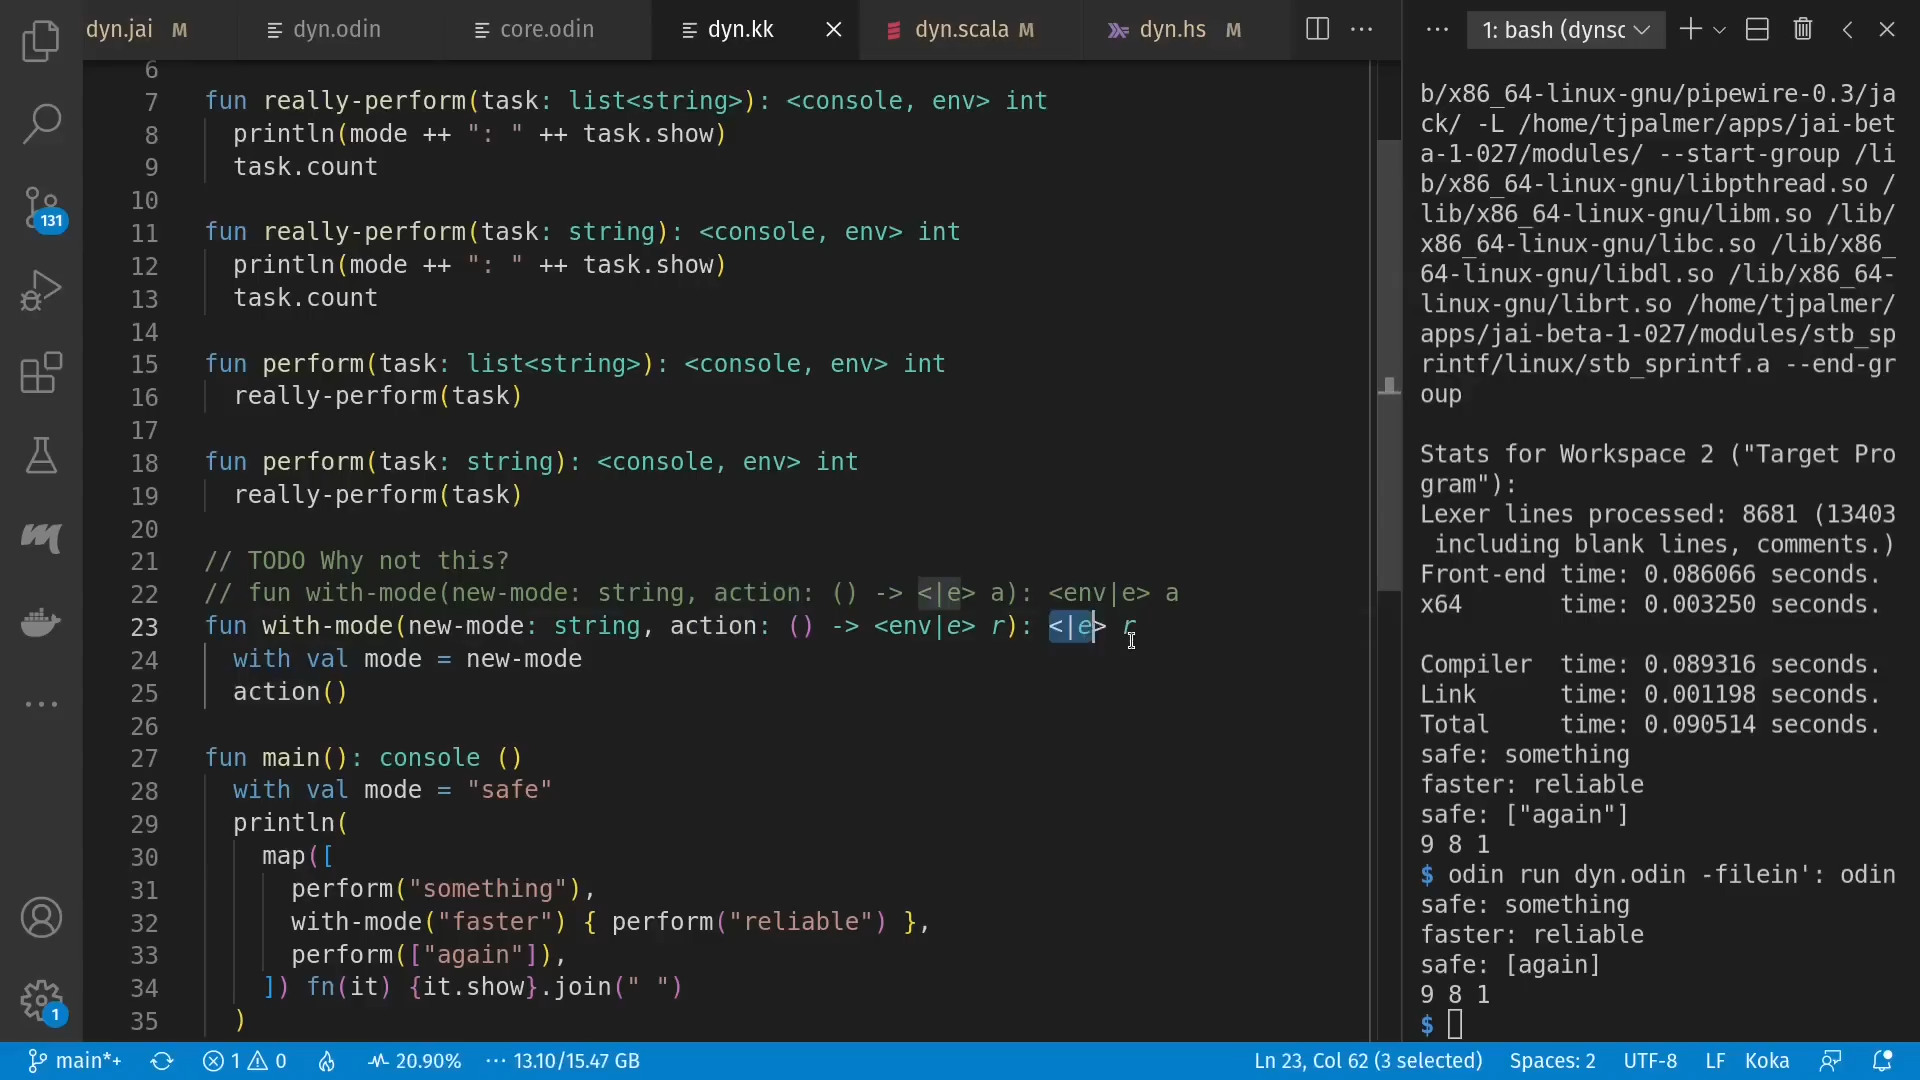 dyn.jai M
dyn.odin
core.odin
dyn.kk
dyn.scala M
dyn.hs M
6
7 fun really-perform(task: list<string>): <console, env> int
8 println(mode ++ ": " ++ task.show)
9 task.count
10
11 fun really-perform(task: string): <console, env> int
12 println(mode ++ ": " ++ task.show)
13 task.count
14
15 fun perform(task: list<string>): <console, env> int
16 really-perform(task)
17
18 fun perform(task: string): <console, env> int
19 really-perform(task)
20
21 // TODO Why not this?
22 // fun with-mode(new-mode: string, action: () -> <|e> a): <env|e> a
23 fun with-mode(new-mode: string, action: () -> <env|e> r): <|e> r
24 with val mode = new-mode
25 action()
26
27 fun main(): console ()
28 with val mode = "safe"
29 println(
30 map([
31 perform("something"),
32 with-mode("faster") { perform("reliable") },
33 perform(["again"]),
34 ]) fn(it) {it.show}.join(" ")
35 )
131
1
1: bash (dynsc
b/x86_64-linux-gnu/pipewire-0.3/ja
ck/ -L /home/tjpalmer/apps/jai-bet
a-1-027/modules/ --start-group /li
b/x86_64-linux-gnu/libpthread.so /
lib/x86_64-linux-gnu/libm.so /lib/
x86_64-linux-gnu/libc.so /lib/x86_
64-linux-gnu/libdl.so /lib/x86_64-
linux-gnu/librt.so /home/tjpalmer/
apps/jai-beta-1-027/modules/stb_sp
rintf/linux/stb_sprintf.a --end-gr
oup
Stats for Workspace 2 ("Target Pro
gram"):
Lexer lines processed: 8681 (13403
including blank lines, comments.)
Front-end time: 0.086066 seconds.
x64 time: 0.003250 seconds.
Compiler time: 0.089316 seconds.
Link time: 0.001198 seconds.
Total time: 0.090514 seconds.
safe: something
faster: reliable
safe: ["again"]
9 8 1
$ odin run dyn.odin -filein': odin
safe: something
faster: reliable
safe: [again]
9 8 1
$
main*+
1 0
20.90%
13.10/15.47 GB
Ln 23, Col 62 (3 selected)
Spaces: 2
UTF-8
LF
Koka